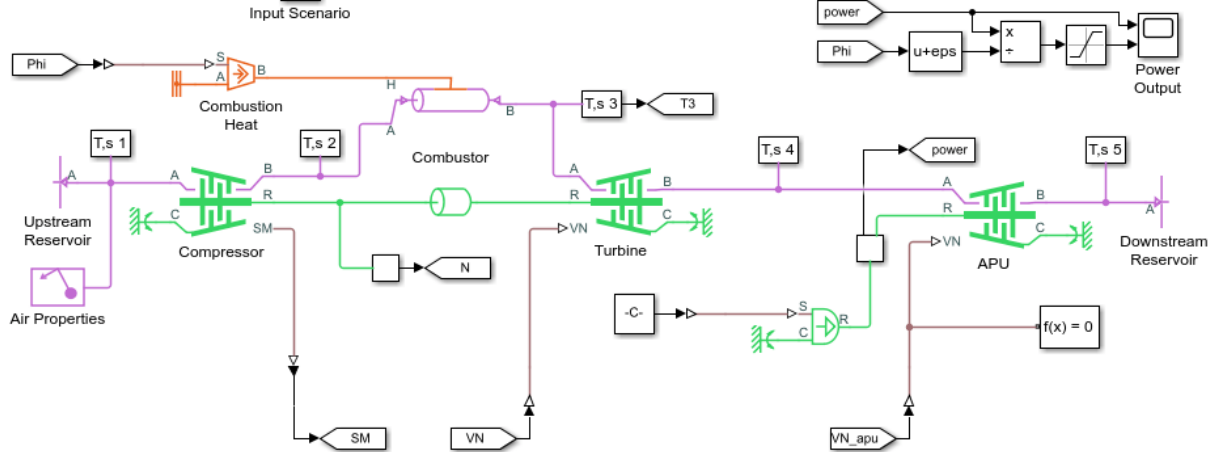 Input Scenario
power
Phi
x
÷
u+eps
Power
Output
Phi
S
A
B
Combustion
Heat
H
A
B
Combustor
T,s 3
T3
T,s 1
T,s 2
T,s 4
power
T,s 5
A
Upstream
Reservoir
A
B
R
C
SM
Compressor
A
B
R
C
VN
Turbine
A
B
R
C
VN
APU
A
Downstream
Reservoir
N
Air Properties
-C-
S
C
R
f(x) = 0
SM
VN
VN_apu
Phi